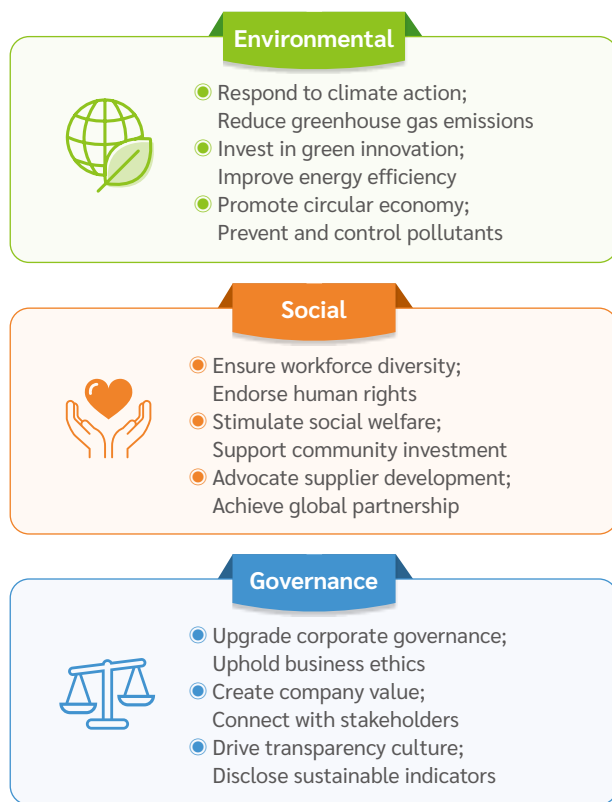 Environmental
Respond to climate action;
Reduce greenhouse gas emissions
Invest in green innovation;
Improve energy efficiency
Promote circular economy;
Prevent and control pollutants
Social
Ensure workforce diversity;
Endorse human rights
Stimulate social welfare;
Support community investment
Advocate supplier development;
Achieve global partnership
Governance
Upgrade corporate governance;
Uphold business ethics
Create company value;
Connect with stakeholders
Drive transparency culture;
Disclose sustainable indicators